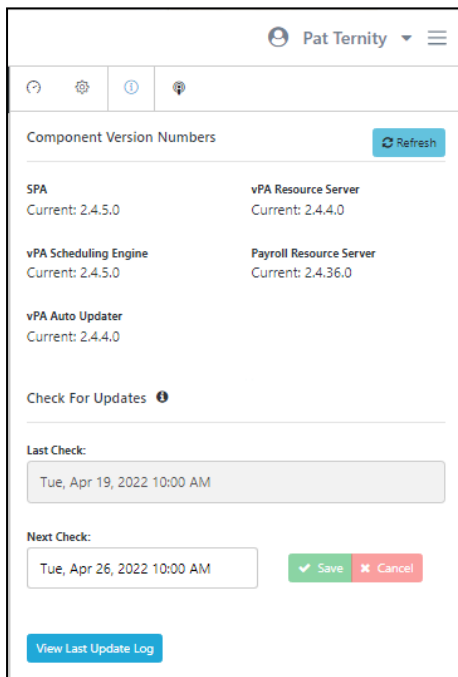 Pat Ternity
Component Version Numbers
Refresh
SPA
Current: 2.4.5.0
vPA Resource Server
Current: 2.4.4.0
vPA Scheduling Engine
Current: 2.4.5.0
Payroll Resource Server
Current: 2.4.36.0
vPA Auto Updater
Current: 2.4.4.0
Check For Updates
Last Check:
Tue, Apr 19, 2022 10:00 AM
Next Check:
Tue, Apr 26, 2022 10:00 AM
Save
Cancel
View Last Update Log